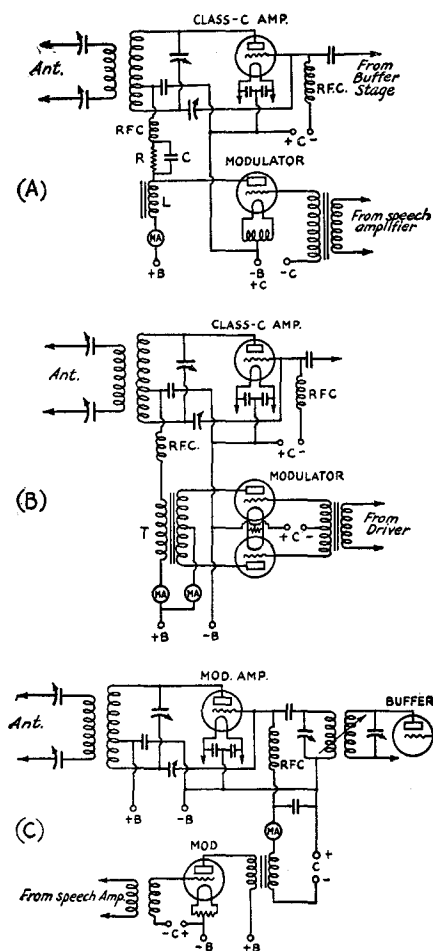 CLASS-C AMP.
Ant.
From
Buffer
Stage
R.F.C.
+C-
RFC
R
C
MODULATOR
(A)
L
MA
From speech
amplifier
+B
-B
+C
-C
CLASS-C AMP.
Ant.
RFC
R.F.C.
+C-
MODULATOR
(B)
T
+C-
From
Driver
MA
MA
+B
-B
MOD. AMP.
BUFFER
Ant.
RFC
+B
-B
MA
(C)
MOD
+
C
-
From speech Amp.
-C+
-B
+B